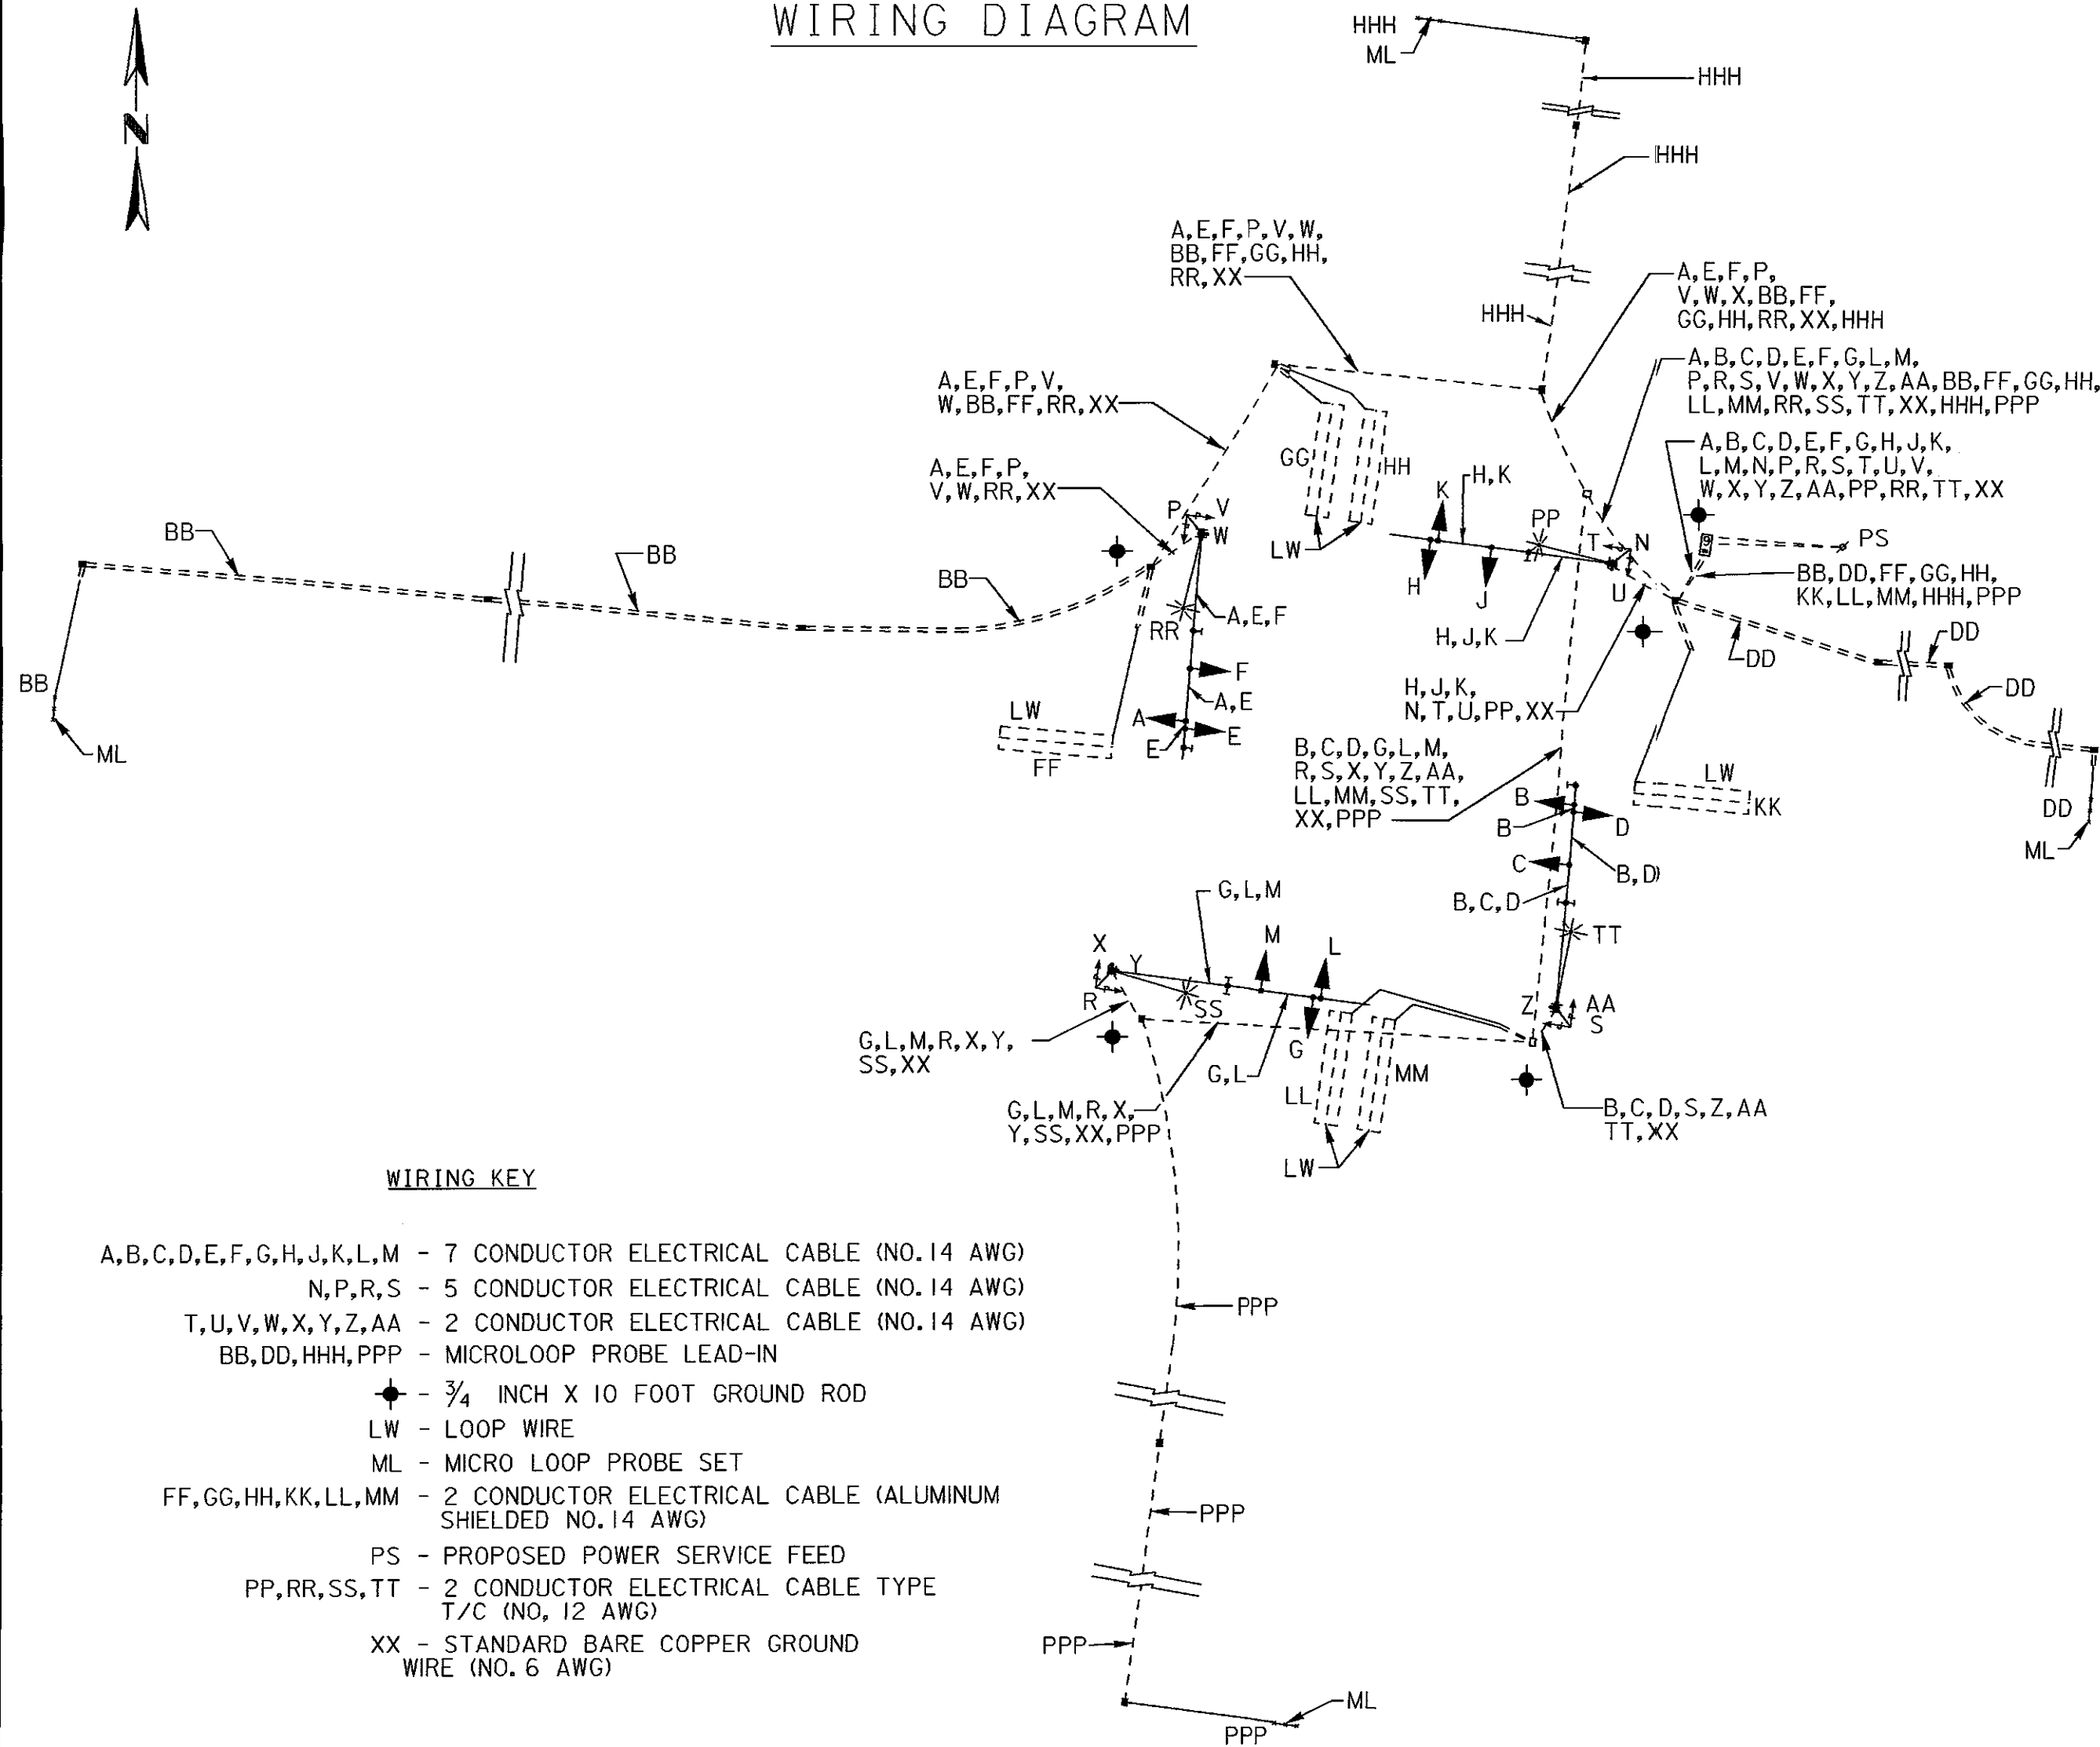 WIRING DIAGRAM
N
HHH
ML
HHH
HHH
HHH
A,E,F,P,V,W,
BB,FF,GG,HH,
RR,XX
A,E,F,P,
V,W,X,BB,FF,
GG,HH,RR,XX,HHH
A,B,C,D,E,F,G,L,M,
P,R,S,V,W,X,Y,Z,AA,BB,FF,GG,HH,
LL,MM,RR,SS,TT,XX,HHH,PPP
A,E,F,P,V,
W,BB,FF,RR,XX
A,B,C,D,E,F,G,H,J,K,
L,M,N,P,R,S,T,U,V,
W,X,Y,Z,AA,PP,RR,TT,XX
A,E,F,P,
V,W,RR,XX
GG
HH
H,K
K
PP
P
V
W
BB
BB
BB
LW
T
N
PS
H
J
U
BB,DD,FF,GG,HH,
KK,LL,MM,HHH,PPP
RR
A,E,F
H,J,K
DD
DD
DD
BB
F
A,E
H,J,K,
N,T,U,PP,XX
LW
A
E
E
FF
ML
B,C,D,G,L,M,
R,S,X,Y,Z,AA,
LL,MM,SS,TT,
XX,PPP
LW
KK
B
B
D
DD
ML
C
B,D
B,C,D
G,L,M
TT
X
Y
M
L
R
SS
Z
AA
S
G,L,M,R,X,Y,
SS,XX
G
G,L
LL
MM
G,L,M,R,X,
Y,SS,XX,PPP
B,C,D,S,Z,AA
TT,XX
LW
WIRING KEY
A,B,C,D,E,F,G,H,J,K,L,M - 7 CONDUCTOR ELECTRICAL CABLE (NO.14 AWG)
N,P,R,S - 5 CONDUCTOR ELECTRICAL CABLE (NO.14 AWG)
T,U,V,W,X,Y,Z,AA - 2 CONDUCTOR ELECTRICAL CABLE (NO.14 AWG)
BB,DD,HHH,PPP - MICROLOOP PROBE LEAD-IN
- 3/4 INCH X 10 FOOT GROUND ROD
LW - LOOP WIRE
ML - MICRO LOOP PROBE SET
FF,GG,HH,KK,LL,MM - 2 CONDUCTOR ELECTRICAL CABLE (ALUMINUM
SHIELDED NO.14 AWG)
PS - PROPOSED POWER SERVICE FEED
PP,RR,SS,TT - 2 CONDUCTOR ELECTRICAL CABLE TYPE
T/C (NO. 12 AWG)
XX - STANDARD BARE COPPER GROUND
WIRE (NO. 6 AWG)
PPP
PPP
PPP
ML
PPP